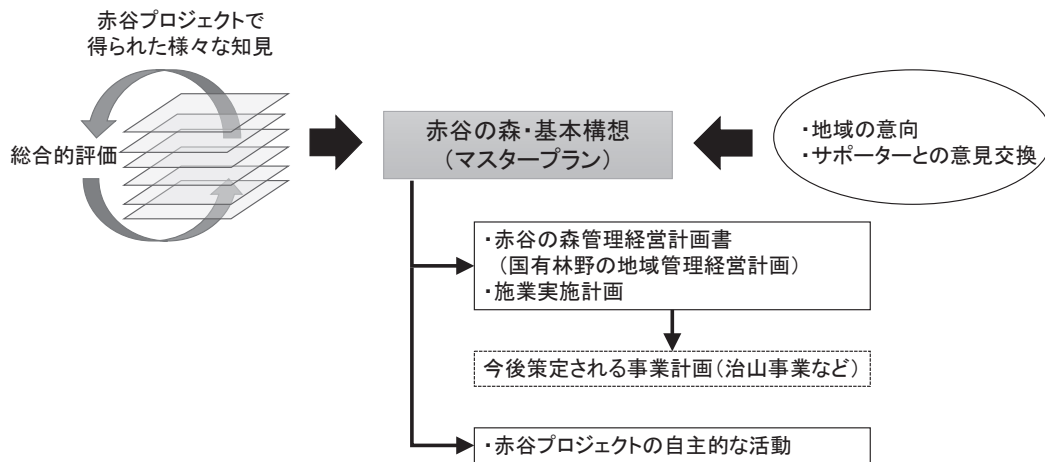 赤谷プロジェクトで
得られた様々な知見
総合的評価
赤谷の森・基本構想
（マスタープラン）
・地域の意向
・サポーターとの意見交換
・赤谷の森管理経営計画書
（国有林野の地域管理経営計画）
・施業実施計画
今後策定される事業計画（治山事業など）
・赤谷プロジェクトの自主的な活動